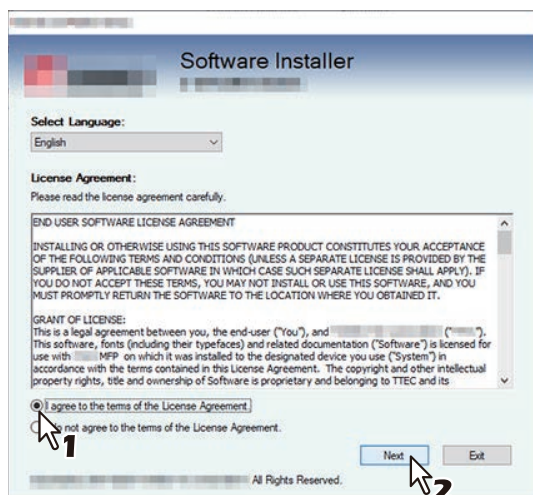 Software Installer
Select Language:
English
License Agreement:
Please read the license agreement carefully.
END USER SOFTWARE LICENSE AGREEMENT
INSTALLING OR OTHERWISE USING THIS SOFTWARE PRODUCT CONSTITUTES YOUR ACCEPTANCE
OF THE FOLLOWING TERMS AND CONDITIONS (UNLESS A SEPARATE LICENSE IS PROVIDED BY THE
SUPPLIER OF APPLICABLE SOFTWARE IN WHICH CASE SUCH SEPARATE LICENSE SHALL APPLY). IF
YOU DO NOT ACCEPT THESE TERMS, YOU MAY NOT INSTALL OR USE THIS SOFTWARE, AND YOU
MUST PROMPTLY RETURN THE SOFTWARE TO THE LOCATION WHERE YOU OBTAINED IT.
GRANT OF LICENSE:
This is a legal agreement between you, the end-user ("You"), and (" ").
This software, fonts (including their typefaces) and related documentation ("Software") is licensed for
use with MFP on which it was installed to the designated device you use ("System") in
accordance with the terms contained in this License Agreement. The copyright and other intellectual
property rights, title and ownership of Software is proprietary and belonging to TTEC and its
I agree to the terms of the License Agreement.
do not agree to the terms of the License Agreement.
1
Next Exit
2
All Rights Reserved.